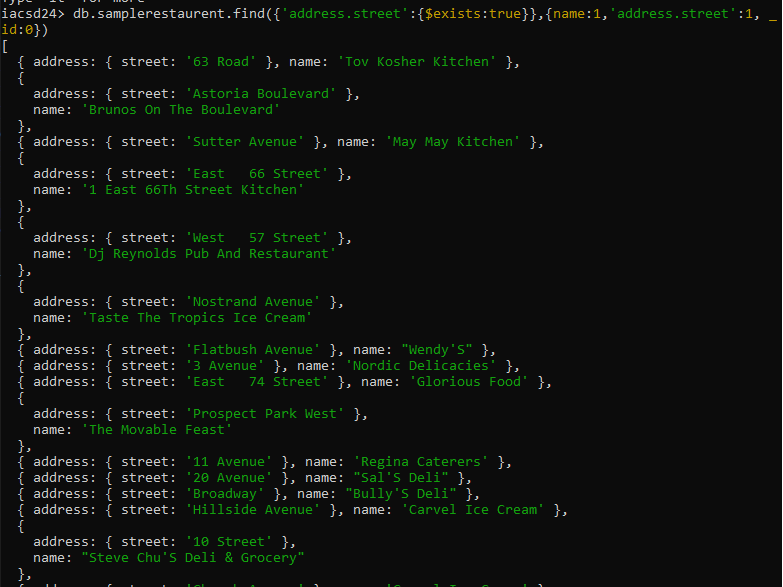 iacsd24> db.samplerestaurent.find({'address.street':{$exists:true}},{name:1,'address.street':1, _
id:0})
[
  { address: { street: '63 Road' }, name: 'Tov Kosher Kitchen' },
  {
    address: { street: 'Astoria Boulevard' },
    name: 'Brunos On The Boulevard'
  },
  { address: { street: 'Sutter Avenue' }, name: 'May May Kitchen' },
  {
    address: { street: 'East   66 Street' },
    name: '1 East 66Th Street Kitchen'
  },
  {
    address: { street: 'West   57 Street' },
    name: 'Dj Reynolds Pub And Restaurant'
  },
  {
    address: { street: 'Nostrand Avenue' },
    name: 'Taste The Tropics Ice Cream'
  },
  { address: { street: 'Flatbush Avenue' }, name: "Wendy'S" },
  { address: { street: '3 Avenue' }, name: 'Nordic Delicacies' },
  { address: { street: 'East   74 Street' }, name: 'Glorious Food' },
  {
    address: { street: 'Prospect Park West' },
    name: 'The Movable Feast'
  },
  { address: { street: '11 Avenue' }, name: 'Regina Caterers' },
  { address: { street: '20 Avenue' }, name: "Sal'S Deli" },
  { address: { street: 'Broadway' }, name: "Bully'S Deli" },
  { address: { street: 'Hillside Avenue' }, name: 'Carvel Ice Cream' },
  {
    address: { street: '10 Street' },
    name: "Steve Chu'S Deli & Grocery"
  },